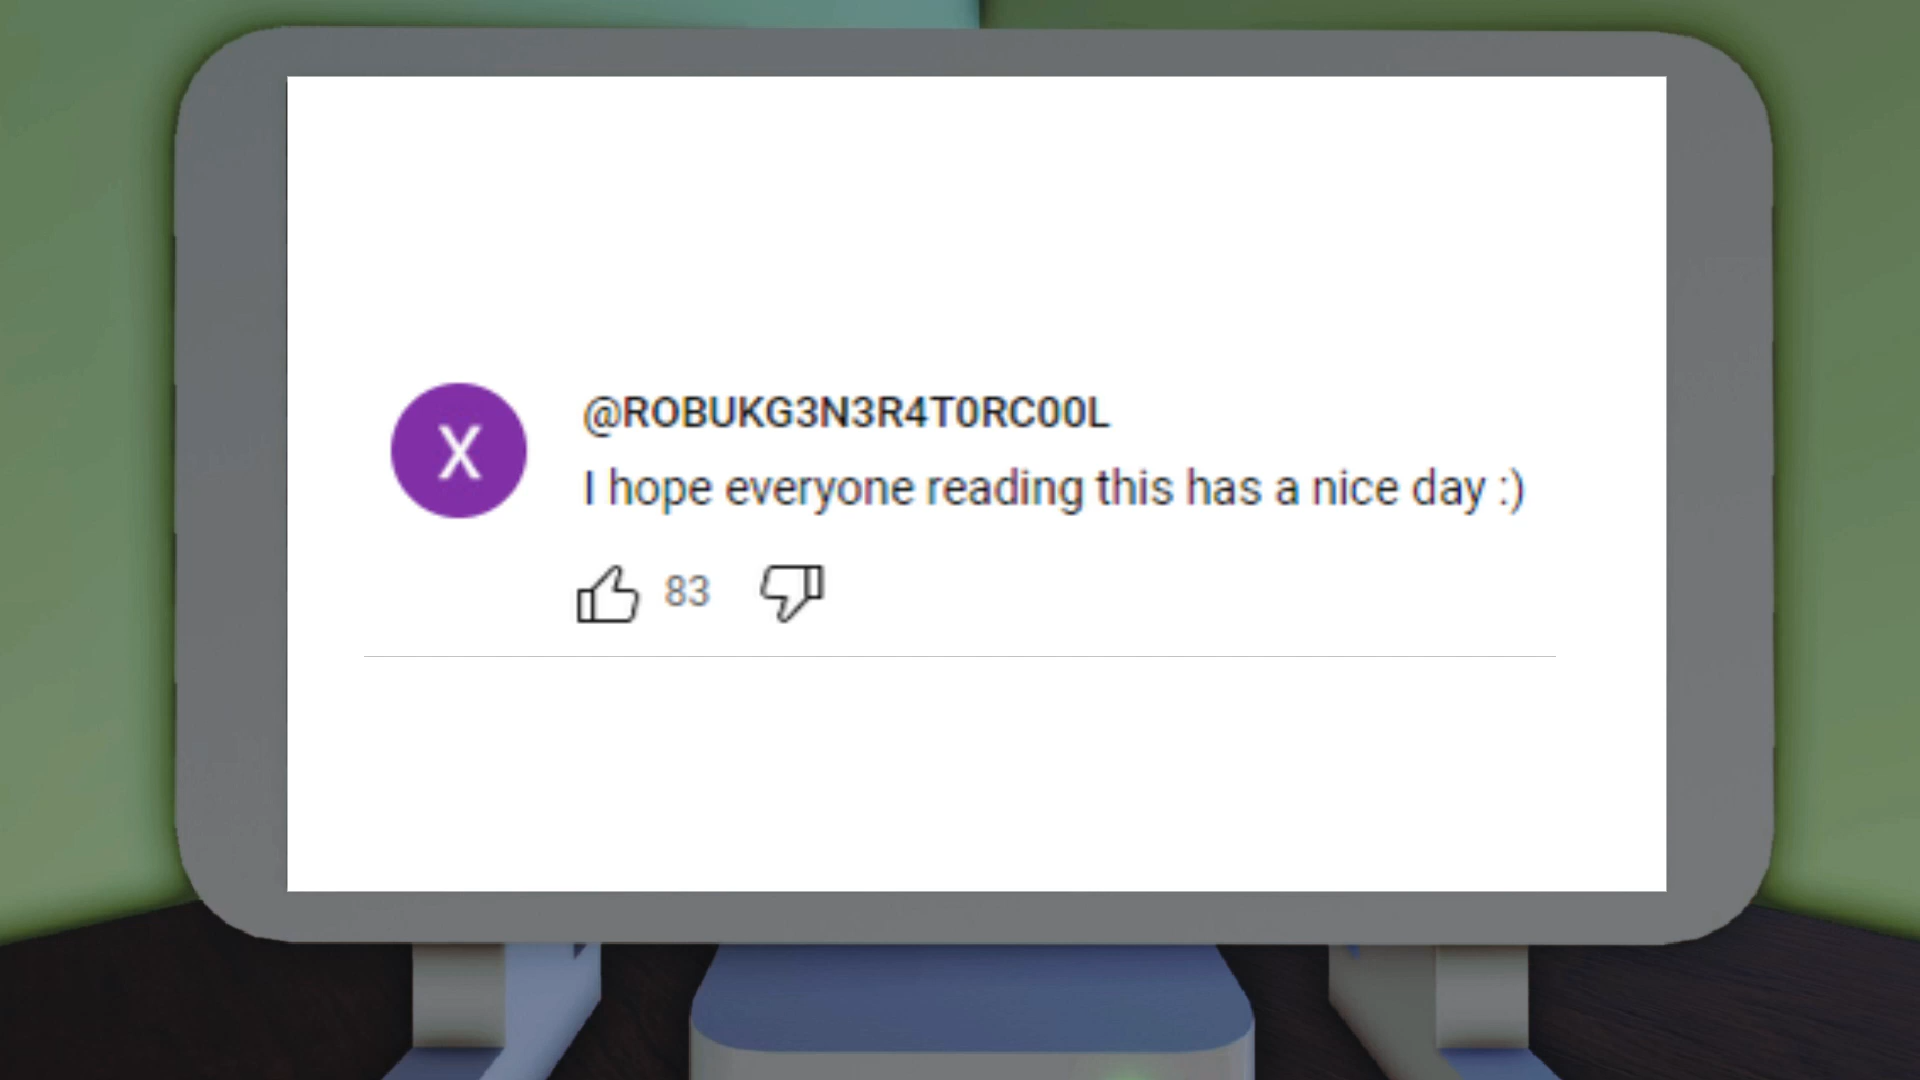 X
@ROBUKG3N3R4T0RC00L
I hope everyone reading this has a nice day :)
83